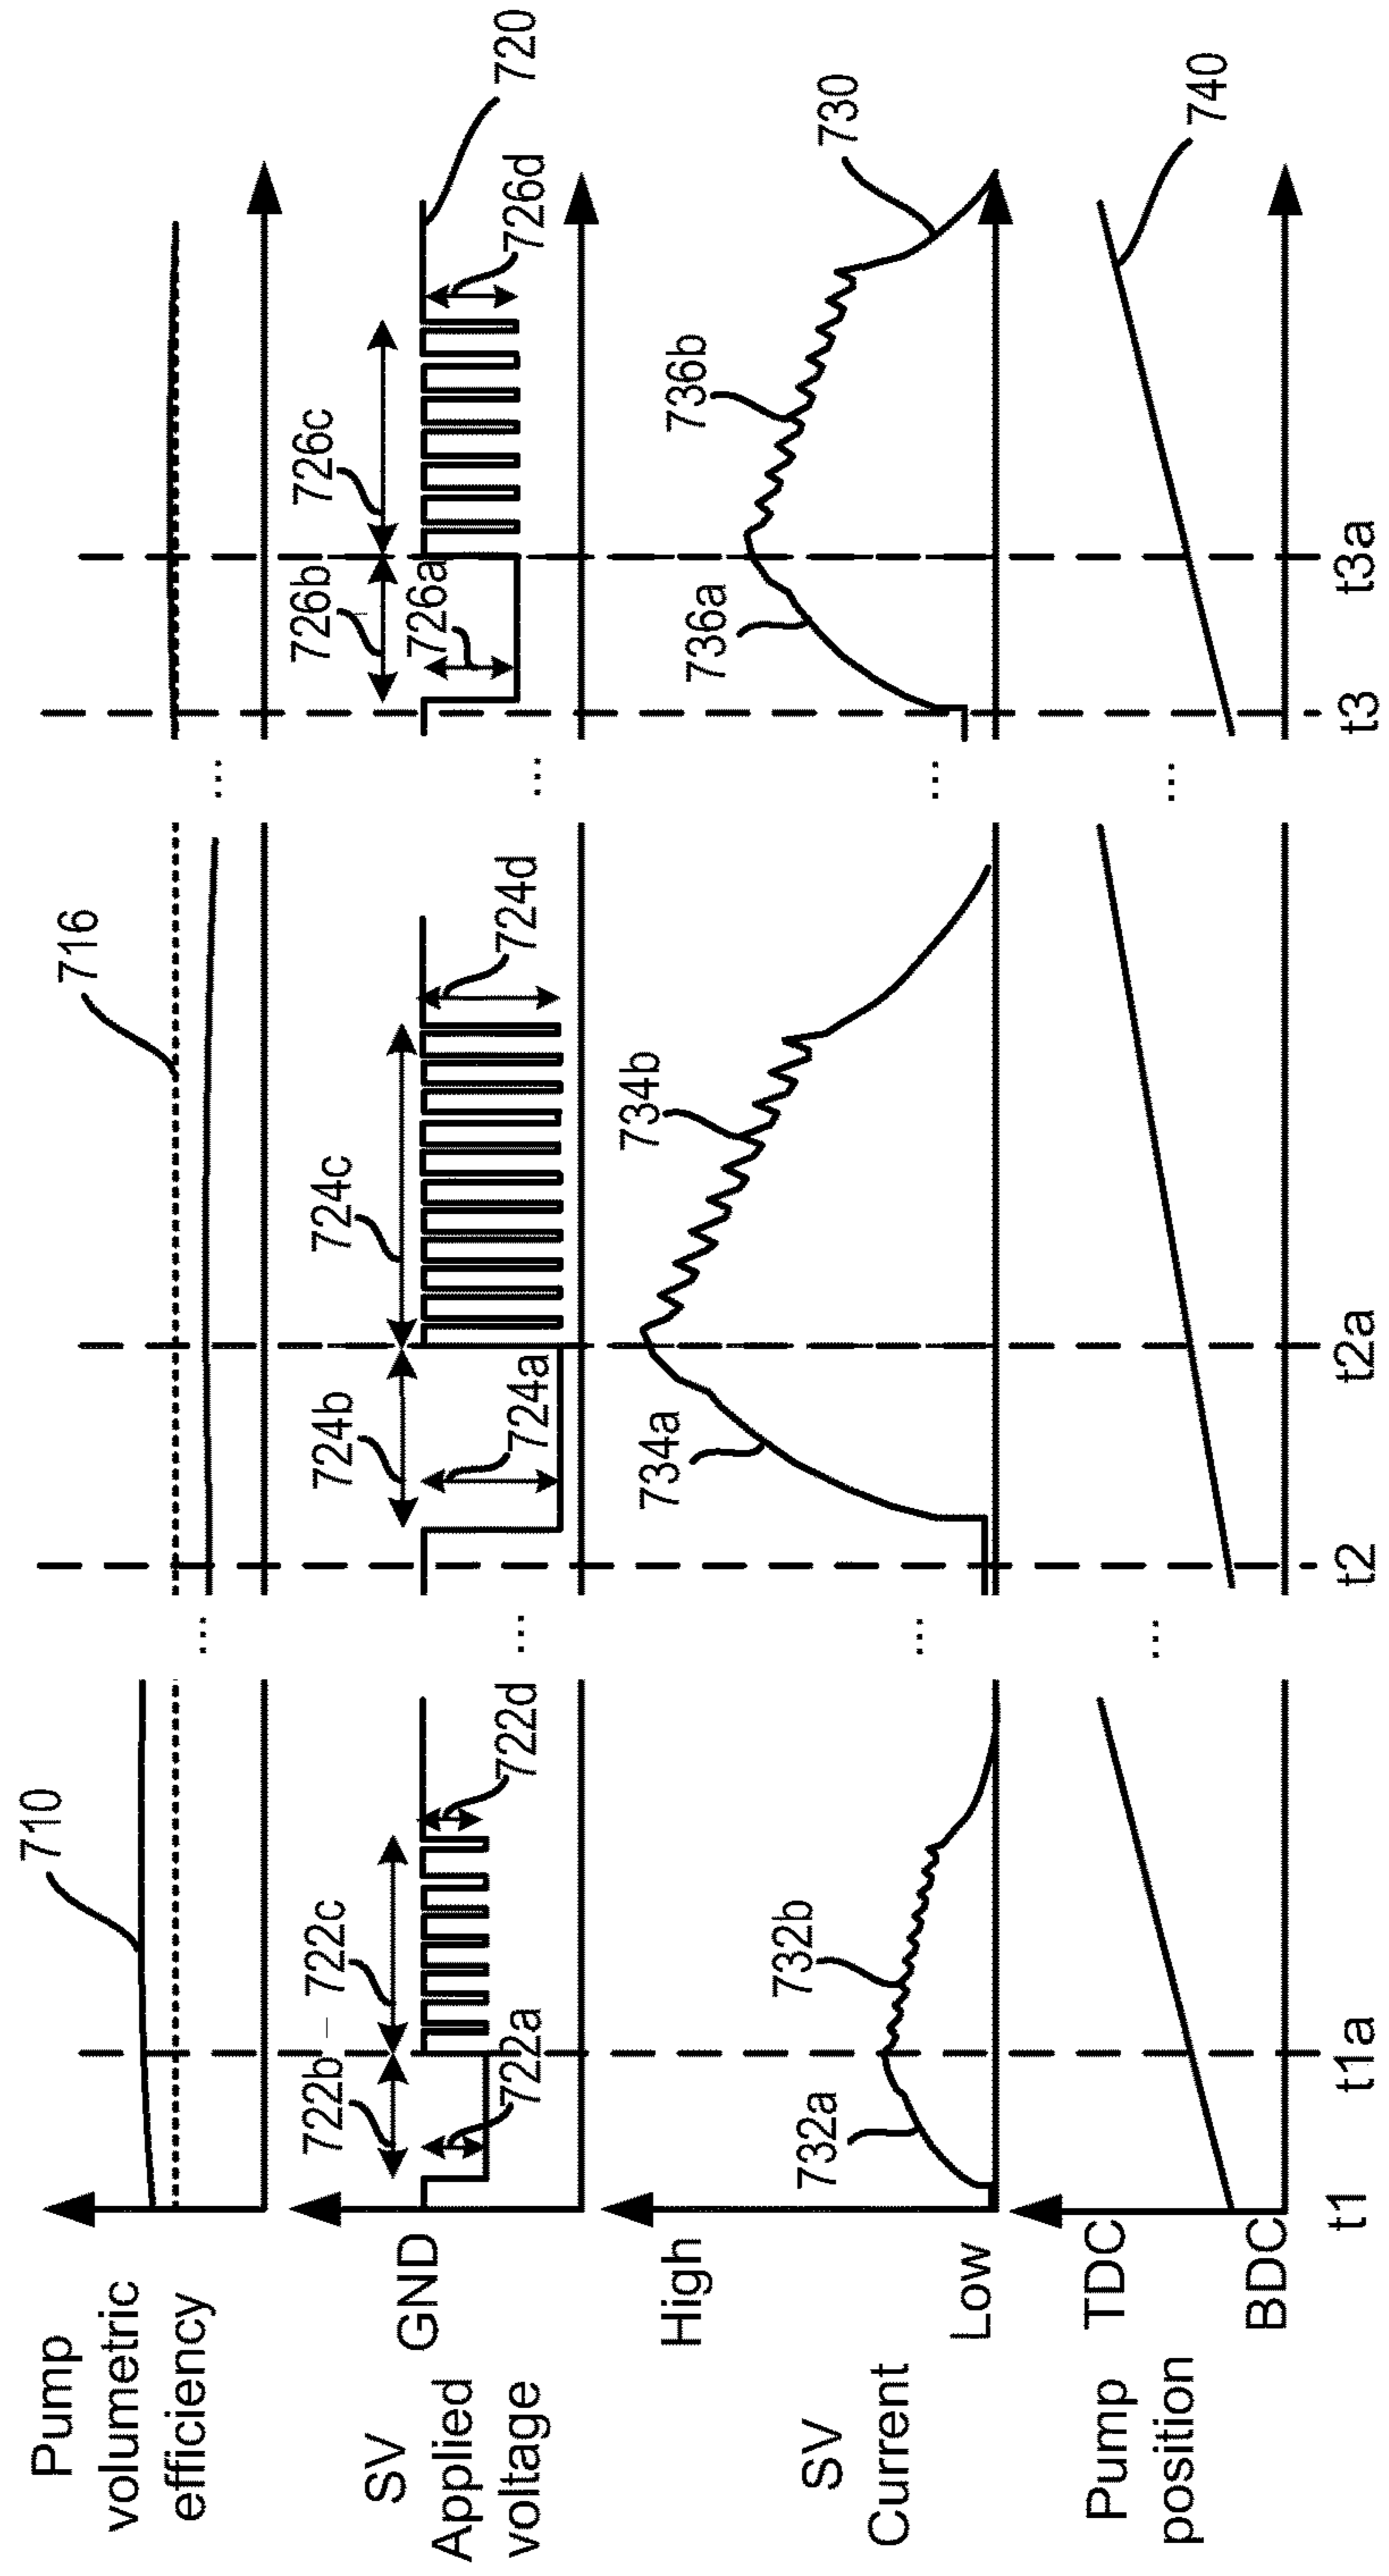 Pump
volumetric
efficiency
710
716
...
...
SV
Applied
voltage
GND
722b
722c
722a
722d
724b
724c
724a
724d
726b
726c
726a
726d
720
...
...
SV
Current
High
Low
732a
732b
734a
734b
736a
736b
730
...
...
Pump
position
TDC
BDC
740
...
...
t1
t1a
t2
t2a
t3
t3a